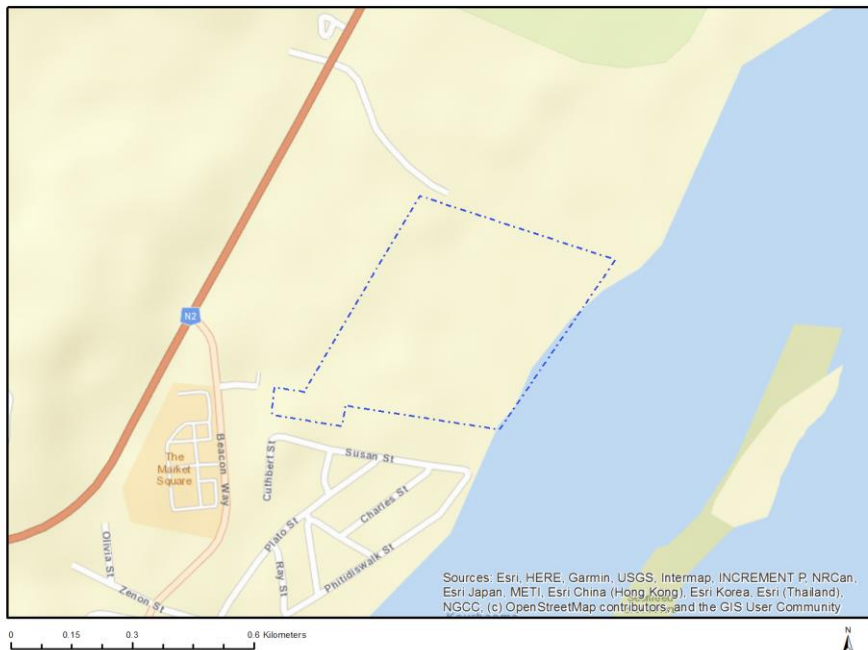 N2
The
Market
Square
Beacon Way
Cuthbert St
Susan St
Charles St
Plato St
Ray St
Phitidiswalk St
Olivia St
Zenon St
Sources: Esri, HERE, Garmin, USGS, Intermap, INCREMENT P, NRCan,
Esri Japan, METI, Esri China (Hong Kong), Esri Korea, Esri (Thailand),
NGCC, (c) OpenStreetMap contributors, and the GIS User Community
0 0.15 0.3 0.6 Kilometers
N